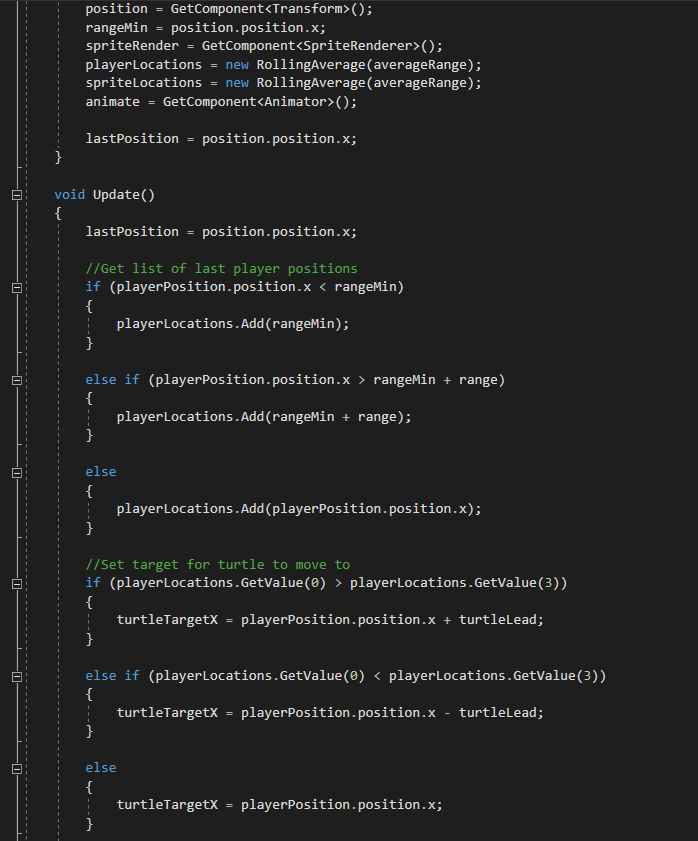 position = GetComponent<Transform>();
rangeMin = position.position.x;
spriteRender = GetComponent<SpriteRenderer>();
playerLocations = new RollingAverage(averageRange);
spriteLocations = new RollingAverage(averageRange);
animate = GetComponent<Animator>();
lastPosition = position.position.x;
}
void Update()
{
lastPosition = position.position.x;
//Get list of last player positions
if (playerPosition.position.x < rangeMin)
{
playerLocations.Add(rangeMin);
}
else if (playerPosition.position.x > rangeMin + range)
{
playerLocations.Add(rangeMin + range);
}
else
{
playerLocations.Add(playerPosition.position.x);
}
//Set target for turtle to move to
if (playerLocations.GetValue(0) > playerLocations.GetValue(3))
{
turtleTargetX = playerPosition.position.x + turtleLead;
}
else if (playerLocations.GetValue(0) < playerLocations.GetValue(3))
{
turtleTargetX = playerPosition.position.x - turtleLead;
}
else
{
turtleTargetX = playerPosition.position.x;
}